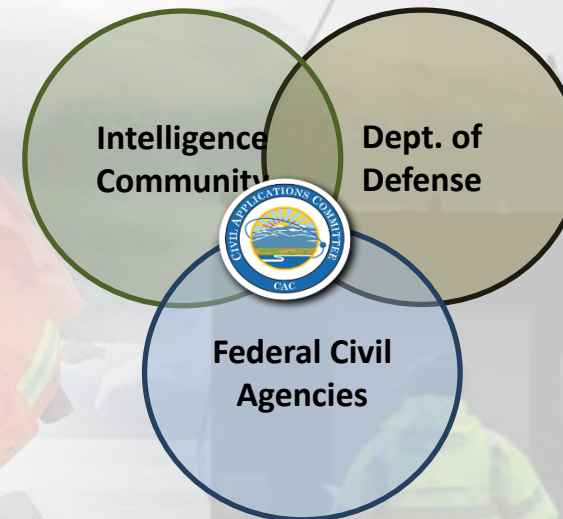 Intelligence
Community
Dept. of
Defense
CIVIL APPLICATIONS COMMITTEE
CAC
Federal Civil
Agencies